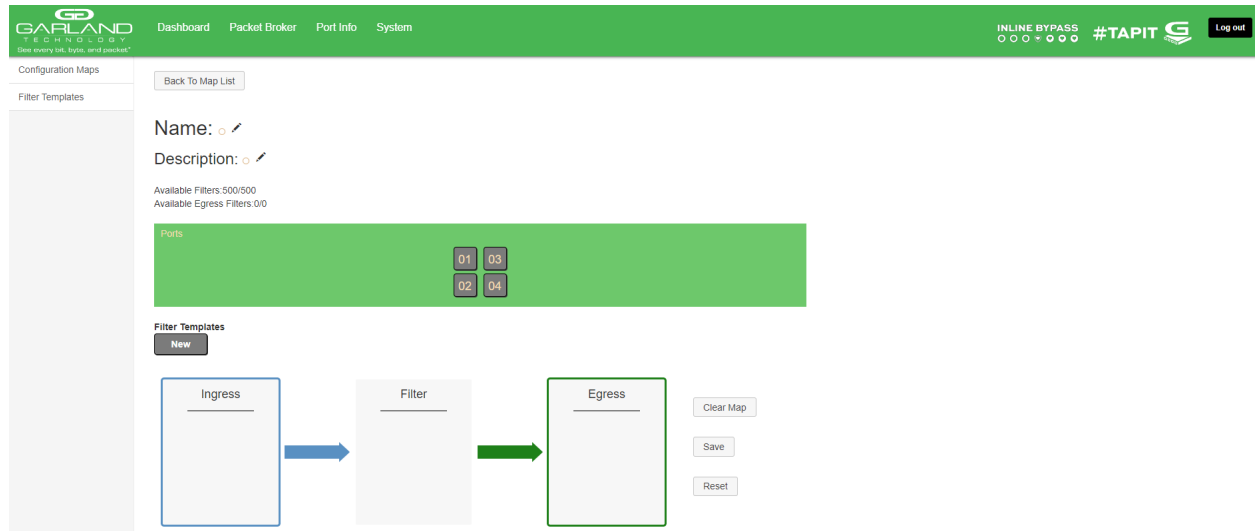 GARLAND
TECHNOLOGY
See every bit, byte, and packet®
Dashboard Packet Broker Port Info System
INLINE BYPASS
#TAPIT
Log out
Configuration Maps
Filter Templates
Back To Map List
Name:
Description:
Available Filters:500/500
Available Egress Filters:0/0
Ports
01 03
02 04
Filter Templates
New
Ingress Filter Egress
Clear Map
Save
Reset